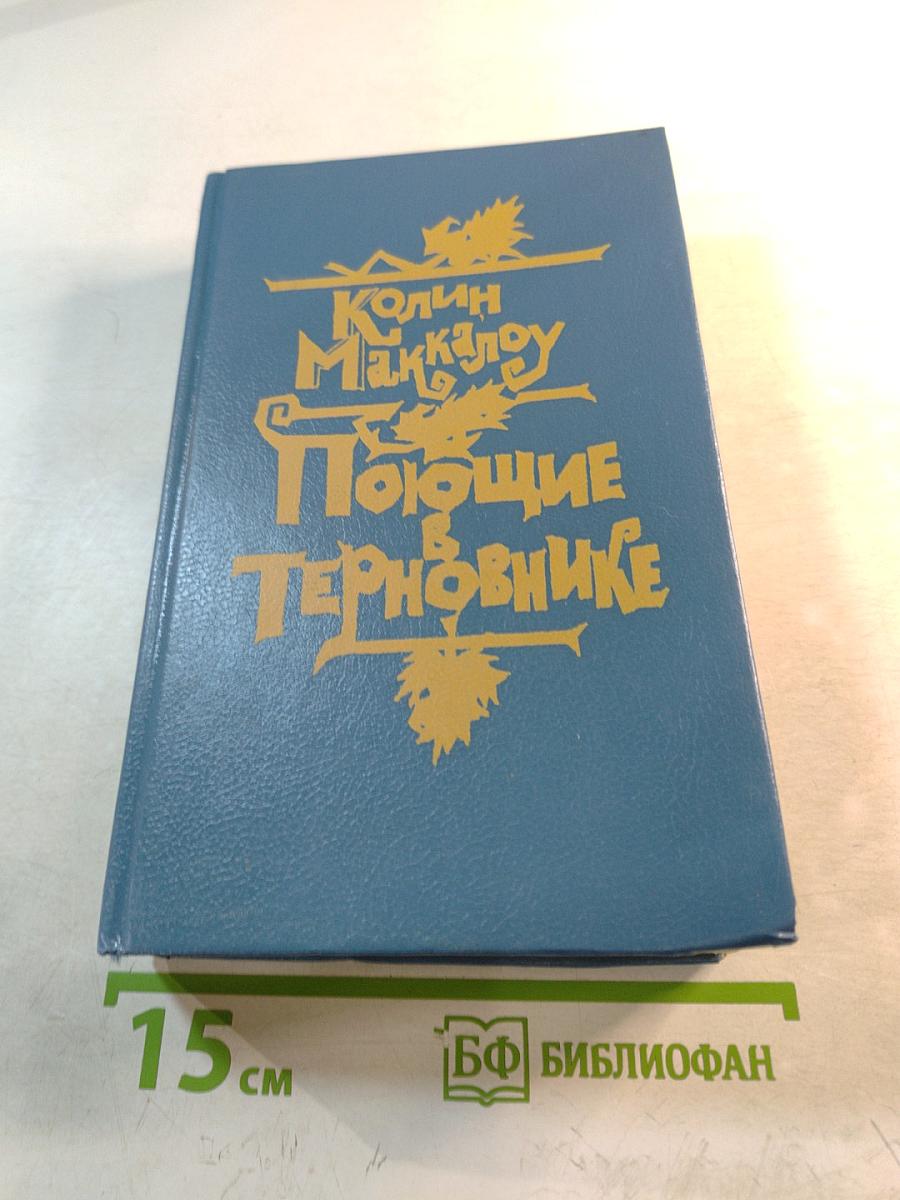 Колин
Маккалоу
Поющие
в
Терновнике
15 см
БФ БИБЛИОФАН